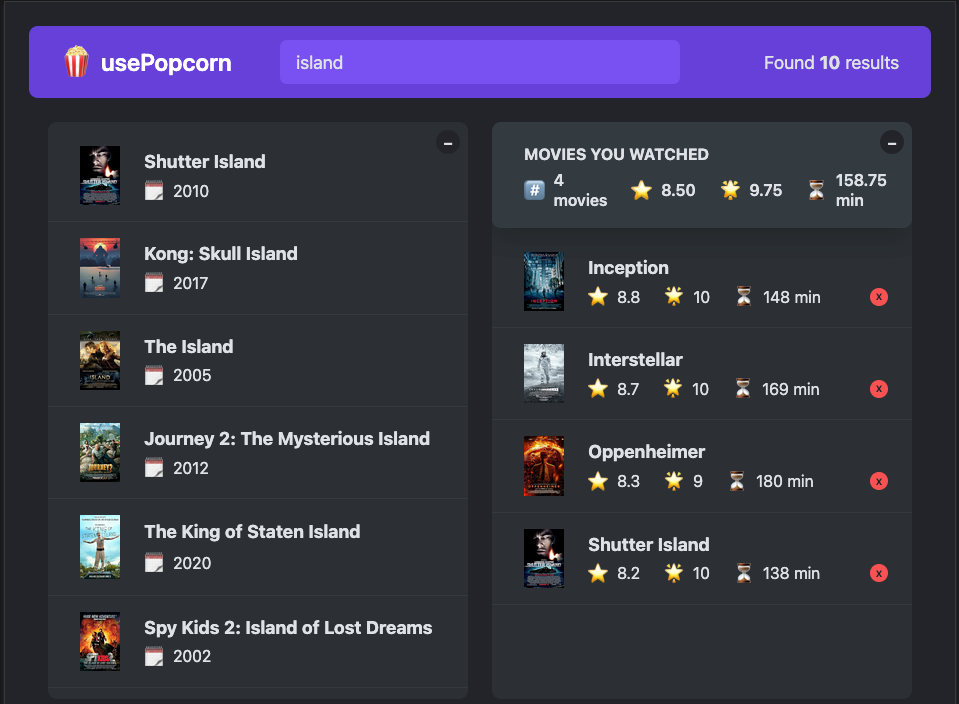 usePopcorn
island
Found 10 results
–
Shutter Island
2010
Kong: Skull Island
2017
The Island
2005
Journey 2: The Mysterious Island
2012
The King of Staten Island
2020
Spy Kids 2: Island of Lost Dreams
2002
–
MOVIES YOU WATCHED
# 4 movies 8.50 9.75 158.75 min
Inception
8.8 10 148 min x
Interstellar
8.7 10 169 min x
Oppenheimer
8.3 9 180 min x
Shutter Island
8.2 10 138 min x